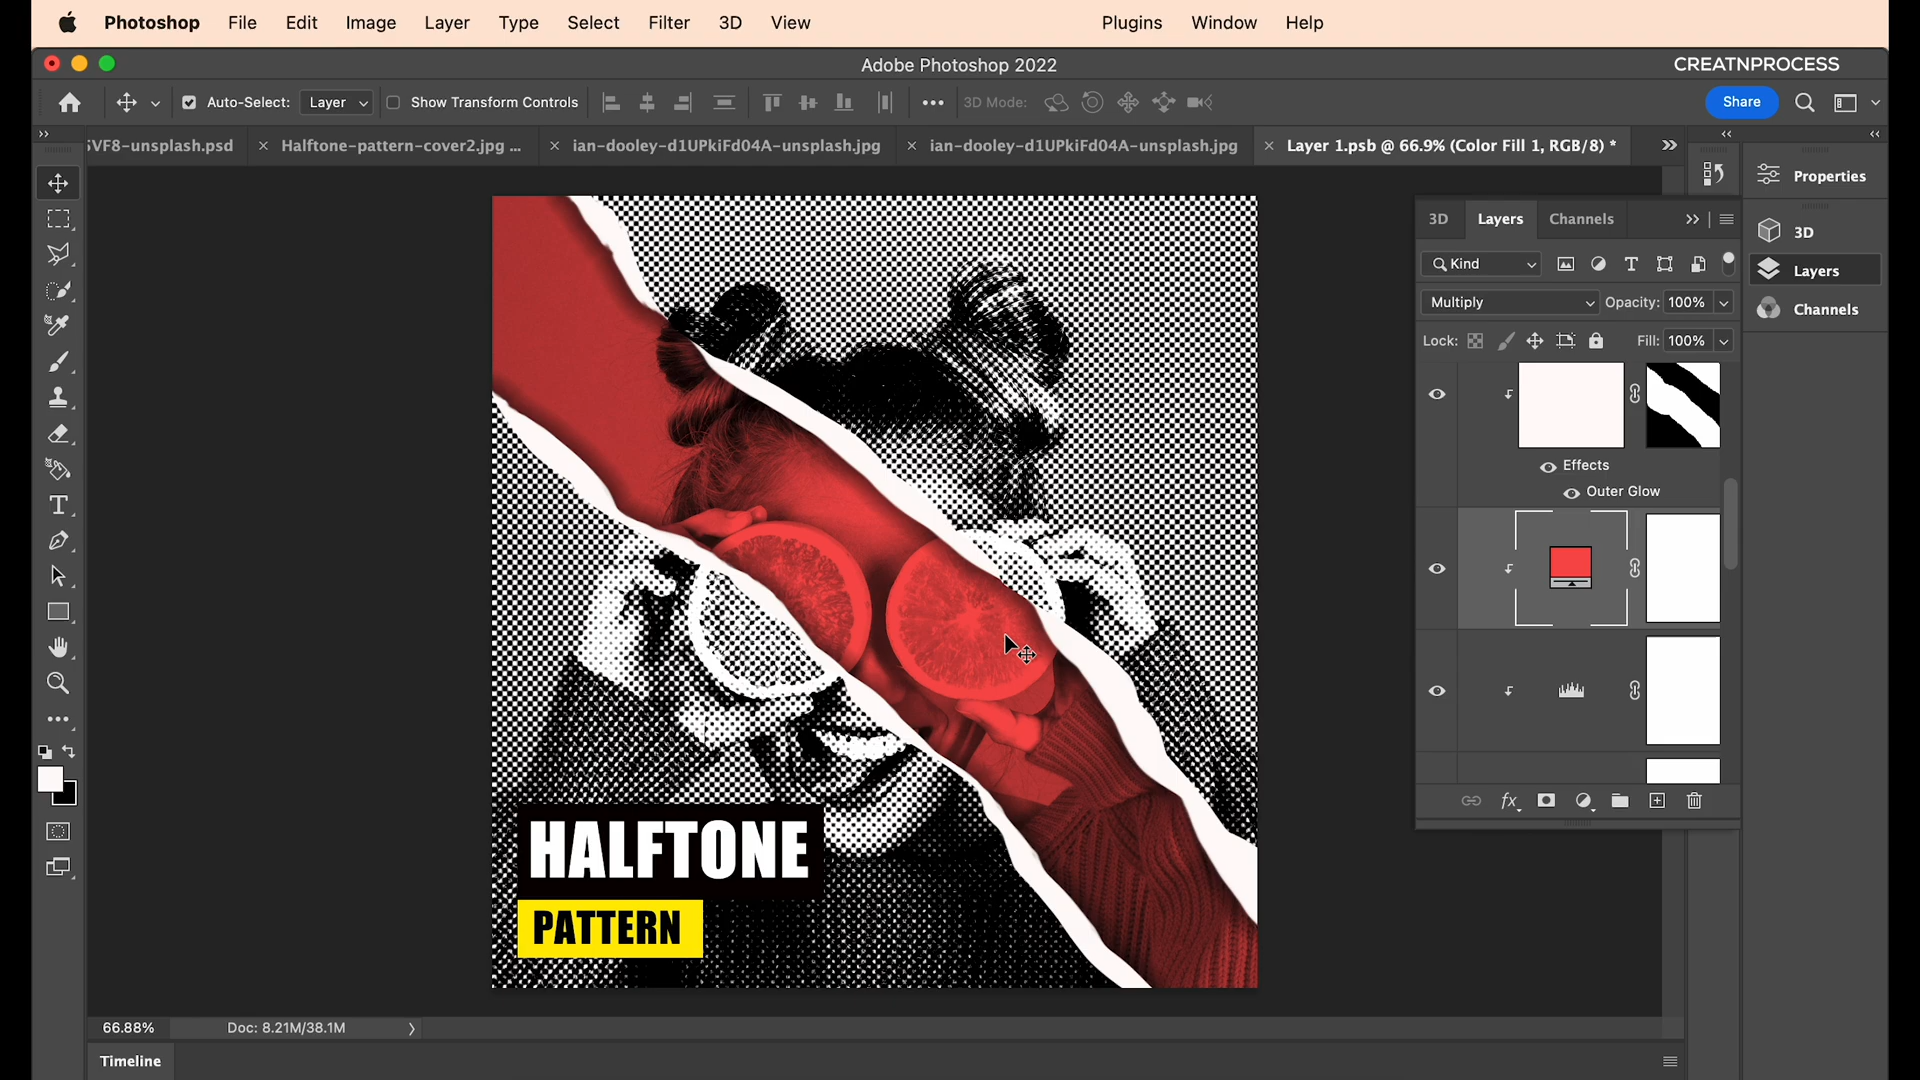 Photoshop File Edit Image Layer Type Select Filter 3D View Plugins Window Help
Adobe Photoshop 2022
CREATNPROCESS
Auto-Select: Layer Show Transform Controls 3D Mode: Share
SVF8-unsplash.psd Halftone-pattern-cover2.jpg ... ian-dooley-d1UPkiFd04A-unsplash.jpg ian-dooley-d1UPkiFd04A-unsplash.jpg Layer 1.psb @ 66.9% (Color Fill 1, RGB/8) *
Properties
3D Layers Channels
3D
Kind
Layers
Multiply Opacity: 100%
Channels
Lock: Fill: 100%
Effects
Outer Glow
fx
HALFTONE
PATTERN
66.88% Doc: 8.21M/38.1M
Timeline